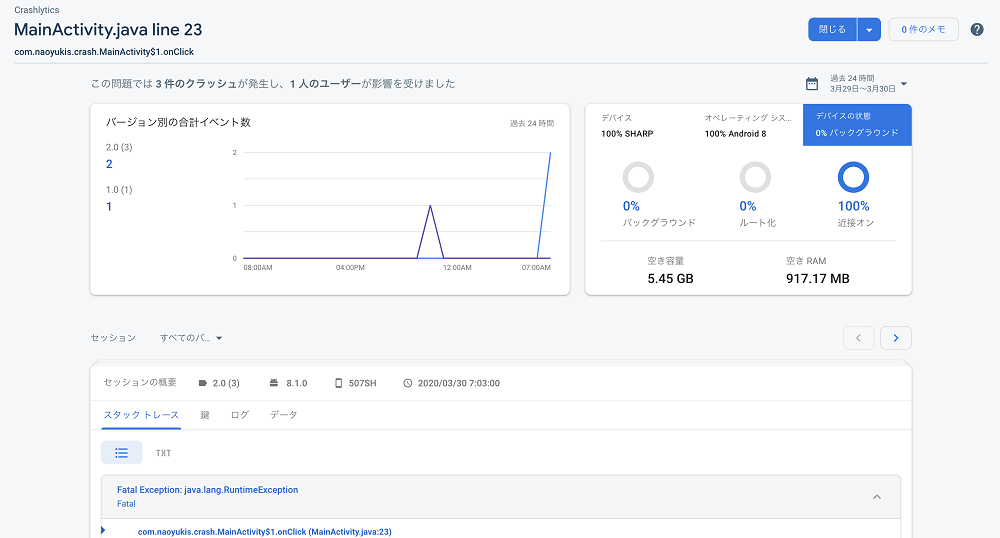 Crashlytics
MainActivity.java line 23
com.naoyukis.crash.MainActivity$1.onClick
閉じる
0 件のメモ
この問題では 3 件のクラッシュが発生し、1 人のユーザーが影響を受けました
過去 24 時間
3月29日〜3月30日
バージョン別の合計イベント数
過去 24 時間
2.0 (3)
2
1.0 (1)
1
2
1
0
08:00AM 04:00PM 12:00AM 07:00AM
デバイス
100% SHARP
オペレーティング シス...
100% Android 8
デバイスの状態
0% バックグラウンド
0%
バックグラウンド
0%
ルート化
100%
近接オン
空き容量
5.45 GB
空き RAM
917.17 MB
セッション すべてのバ...
セッションの概要 2.0 (3) 8.1.0 507SH 2020/03/30 7:03:00
スタック トレース 鍵 ログ データ
TXT
Fatal Exception: java.lang.RuntimeException
Fatal
com.naoyukis.crash.MainActivity$1.onClick (MainActivity.java:23)